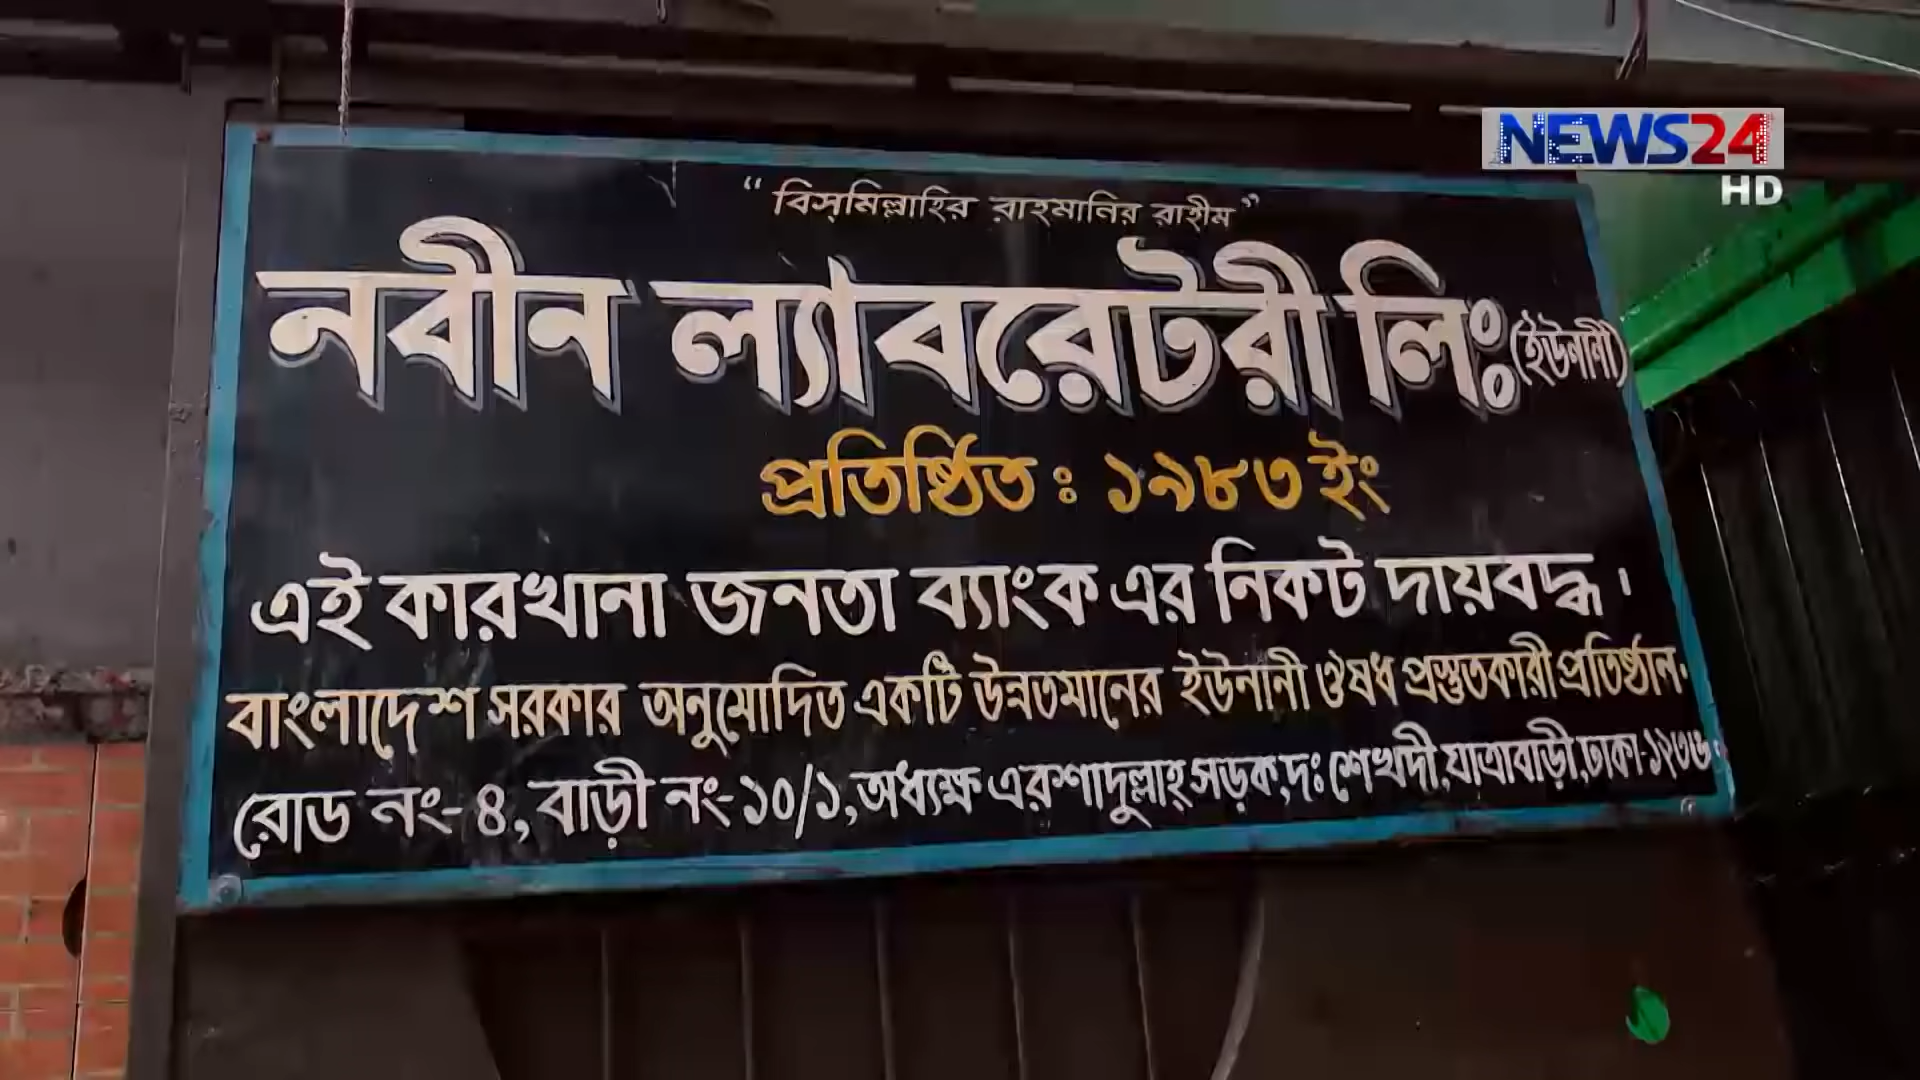 NEWS24
HD
“ বিস্‌মিল্লাহির রাহমানির রাহীম ”
নবীন ল্যাবরেটরী লিঃ (ইউনানী)
প্রতিষ্ঠিত : ১৯৮৩ ইং
এই কারখানা জনতা ব্যাংক এর নিকট দায়বদ্ধ ।
বাংলাদেশ সরকার অনুমোদিত একটি উন্নতমানের ইউনানী ঔষধ প্রস্তুতকারী প্রতিষ্ঠান.
রোড নং- ৪, বাড়ী নং-১০/১, অধ্যক্ষ এরশাদুল্লাহ্ সড়ক, দঃ শেখদী, যাত্রাবাড়ী, ঢাকা-১২৩৬